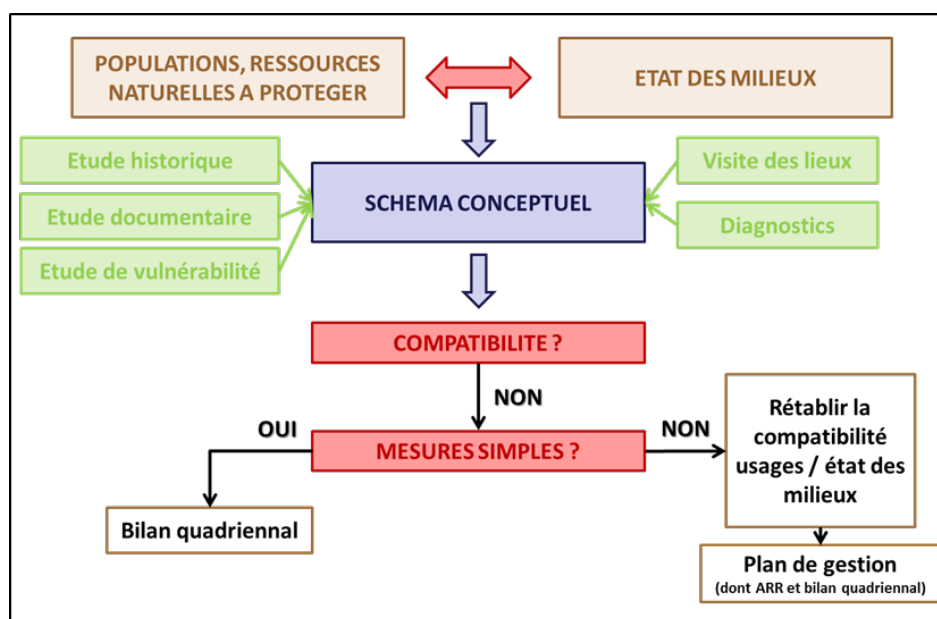 POPULATIONS, RESSOURCES
NATURELLES A PROTEGER
ETAT DES MILIEUX
Etude historique
Etude documentaire
Etude de vulnérabilité
SCHEMA CONCEPTUEL
Visite des lieux
Diagnostics
COMPATIBILITE ?
NON
OUI
MESURES SIMPLES ?
NON
Rétablir la
compatibilité
usages / état des
milieux
Bilan quadriennal
Plan de gestion
(dont ARR et bilan quadriennal)